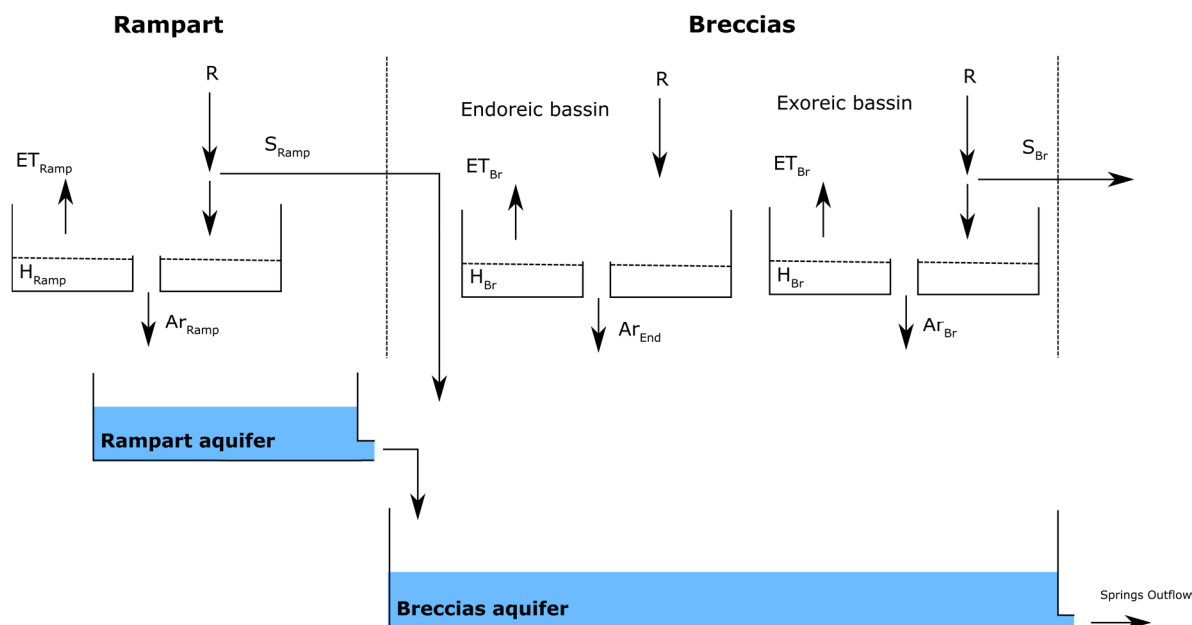 Rampart
Breccias
R
R
R
Endoreic bassin
Exoreic bassin
S_Ramp
S_Br
ET_Ramp
ET_Br
ET_Br
H_Ramp
H_Br
H_Br
Ar_Ramp
Ar_End
Ar_Br
Rampart aquifer
Breccias aquifer
Springs Outflow